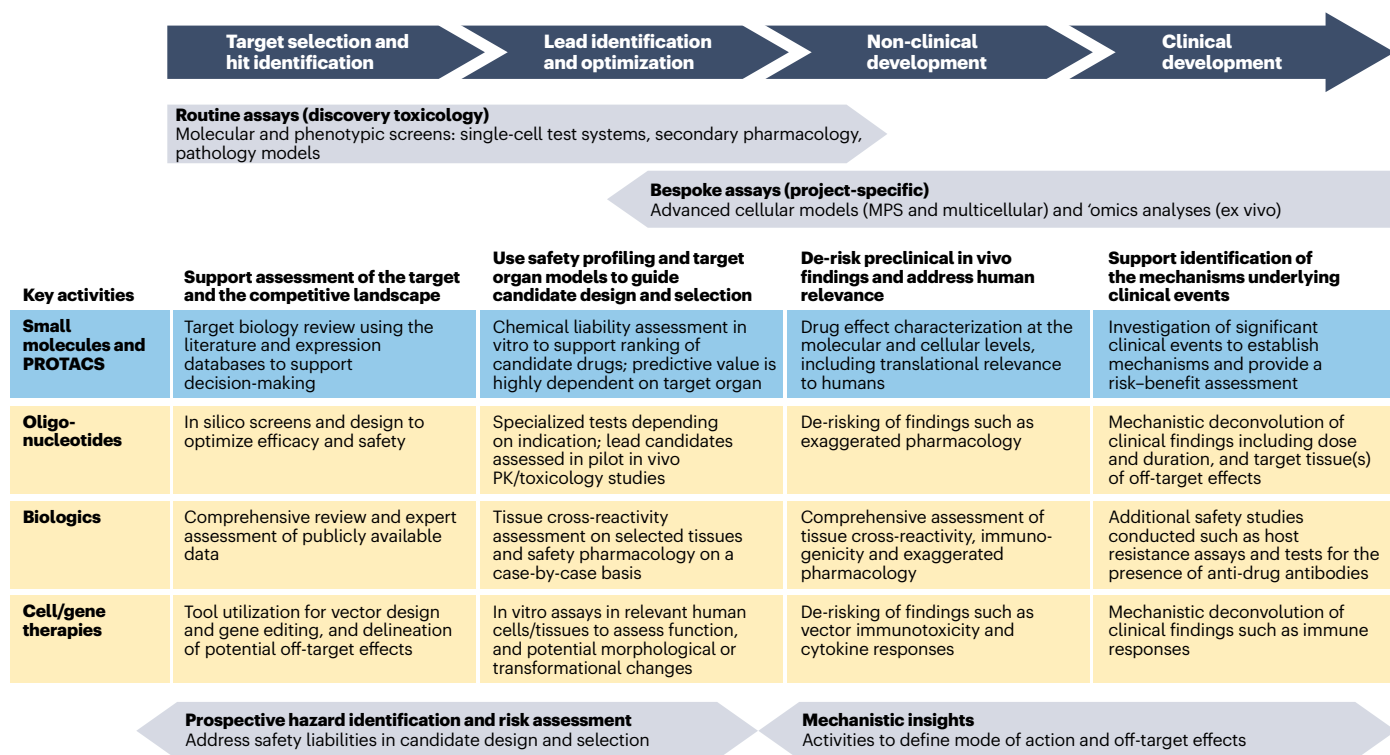 Target selection and
hit identification
Lead identification
and optimization
Non-clinical
development
Clinical
development
Routine assays (discovery toxicology)
Molecular and phenotypic screens: single-cell test systems, secondary pharmacology,
pathology models
Bespoke assays (project-specific)
Advanced cellular models (MPS and multicellular) and ‘omics analyses (ex vivo)
Key activities
Support assessment of the target
and the competitive landscape
Use safety profiling and target
organ models to guide
candidate design and selection
De-risk preclinical in vivo
findings and address human
relevance
Support identification of
the mechanisms underlying
clinical events
Small
molecules and
PROTACS
Target biology review using the
literature and expression
databases to support
decision-making
Chemical liability assessment in
vitro to support ranking of
candidate drugs; predictive value is
highly dependent on target organ
Drug effect characterization at the
molecular and cellular levels,
including translational relevance
to humans
Investigation of significant
clinical events to establish
mechanisms and provide a
risk–benefit assessment
Oligo-
nucleotides
In silico screens and design to
optimize efficacy and safety
Specialized tests depending
on indication; lead candidates
assessed in pilot in vivo
PK/toxicology studies
De-risking of findings such as
exaggerated pharmacology
Mechanistic deconvolution of
clinical findings including dose
and duration, and target tissue(s)
of off-target effects
Biologics
Comprehensive review and expert
assessment of publicly available
data
Tissue cross-reactivity
assessment on selected tissues
and safety pharmacology on a
case-by-case basis
Comprehensive assessment of
tissue cross-reactivity, immuno-
genicity and exaggerated
pharmacology
Additional safety studies
conducted such as host
resistance assays and tests for the
presence of anti-drug antibodies
Cell/gene
therapies
Tool utilization for vector design
and gene editing, and delineation
of potential off-target effects
In vitro assays in relevant human
cells/tissues to assess function,
and potential morphological or
transformational changes
De-risking of findings such as
vector immunotoxicity and
cytokine responses
Mechanistic deconvolution of
clinical findings such as immune
responses
Prospective hazard identification and risk assessment
Address safety liabilities in candidate design and selection
Mechanistic insights
Activities to define mode of action and off-target effects